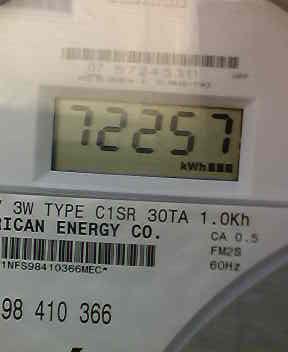 72257
kWh
3W TYPE C1SR 30TA 1.0Kh
RICAN ENERGY CO.
CA 0.5
FM2S
60Hz
1NFS98410366MEC*
98 410 366